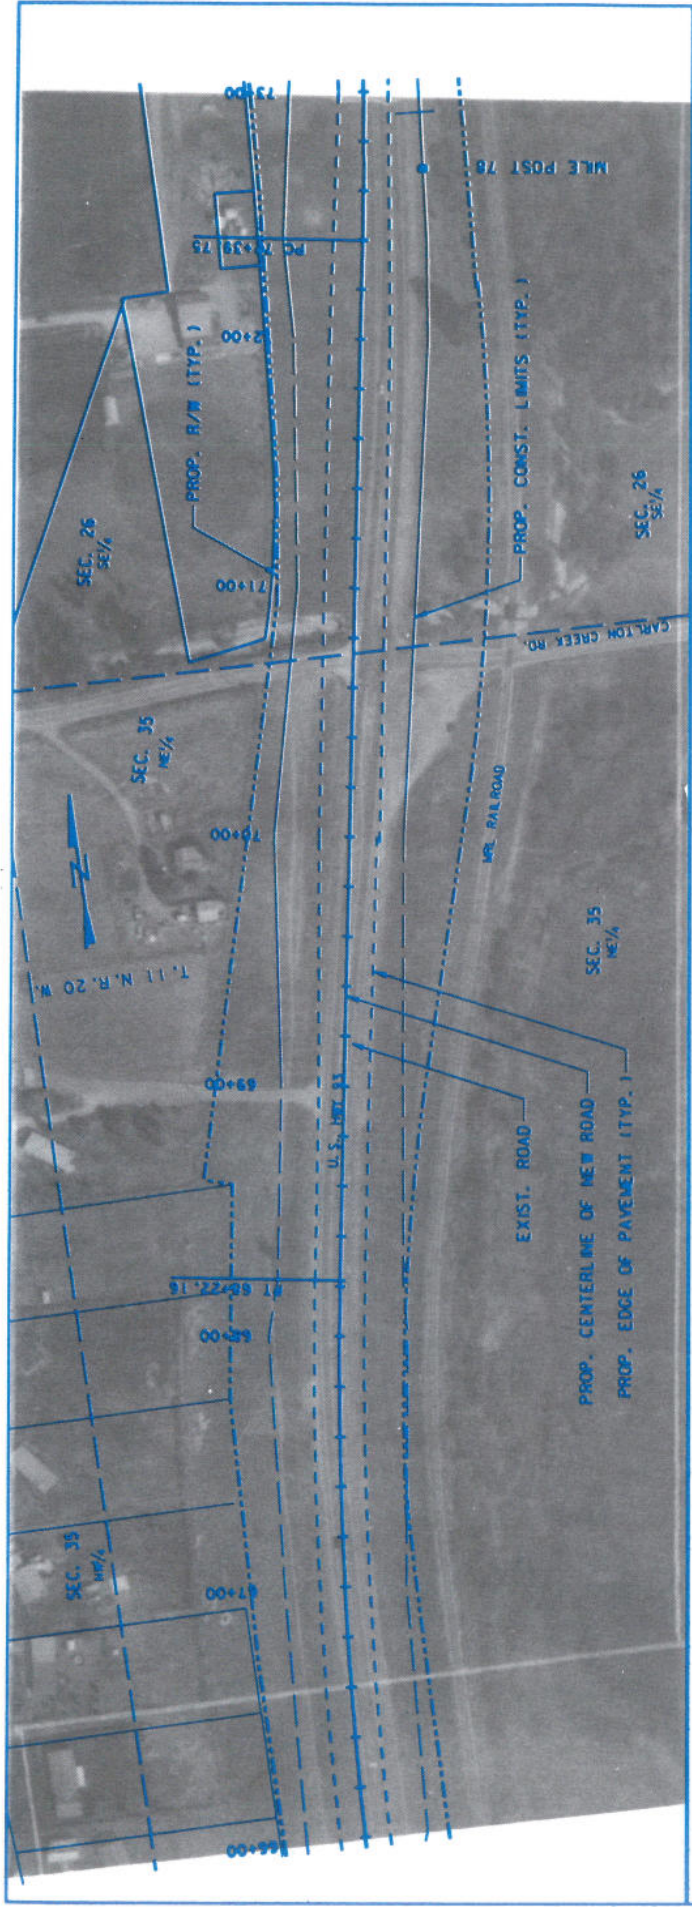 73+00
MILE POST 78
PROP. R/W (TYP.)
PROP. CONST. LIMITS (TYP.)
SEC. 26
SE¼
SEC. 26
SE¼
71+00
CARLTON CREEK RD.
SEC. 35
NE¼
70+00
MRL RAILROAD
T. 11 N. R. 20 W.
SEC. 35
NE¼
69+00
U.S. HWY 93
EXIST. ROAD
PROP. CENTERLINE OF NEW ROAD
PROP. EDGE OF PAVEMENT (TYP.)
68+00
SEC. 35
NW¼
67+00
66+00